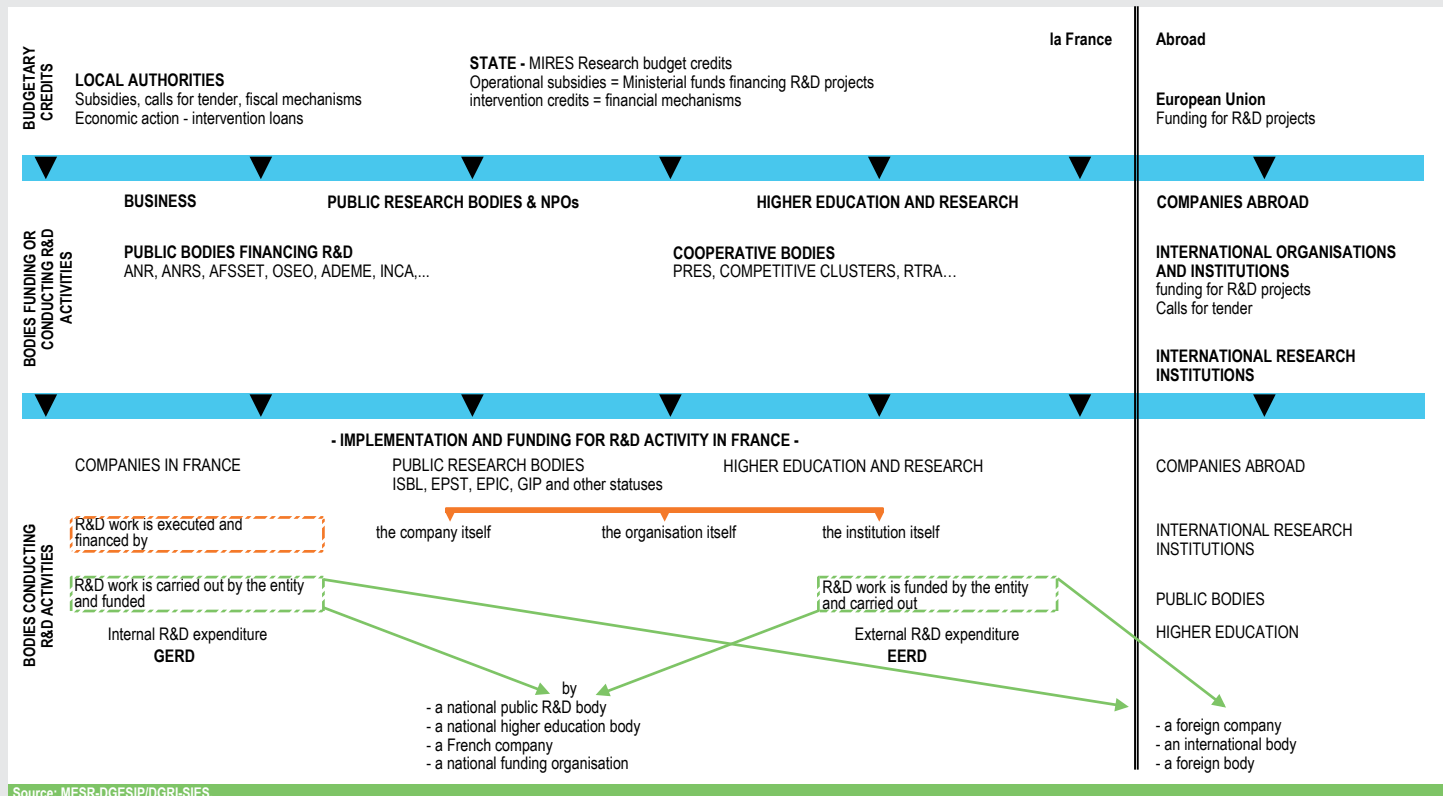 la France
Abroad
BUDGETARY
CREDITS
LOCAL AUTHORITIES
Subsidies, calls for tender, fiscal mechanisms
Economic action - intervention loans
STATE - MIRES Research budget credits
Operational subsidies = Ministerial funds financing R&D projects
intervention credits = financial mechanisms
European Union
Funding for R&D projects
BODIES FUNDING OR
CONDUCTING R&D
ACTIVITIES
BUSINESS
PUBLIC RESEARCH BODIES & NPOs
HIGHER EDUCATION AND RESEARCH
COMPANIES ABROAD
PUBLIC BODIES FINANCING R&D
ANR, ANRS, AFSSET, OSEO, ADEME, INCA,...
COOPERATIVE BODIES
PRES, COMPETITIVE CLUSTERS, RTRA…
INTERNATIONAL ORGANISATIONS
AND INSTITUTIONS
funding for R&D projects
Calls for tender
INTERNATIONAL RESEARCH
INSTITUTIONS
- IMPLEMENTATION AND FUNDING FOR R&D ACTIVITY IN FRANCE -
BODIES CONDUCTING
R&D ACTIVITIES
COMPANIES IN FRANCE
PUBLIC RESEARCH BODIES
ISBL, EPST, EPIC, GIP and other statuses
HIGHER EDUCATION AND RESEARCH
COMPANIES ABROAD
R&D work is executed and
financed by
the company itself
the organisation itself
the institution itself
INTERNATIONAL RESEARCH
INSTITUTIONS
R&D work is carried out by the entity
and funded
R&D work is funded by the entity
and carried out
PUBLIC BODIES
Internal R&D expenditure
GERD
External R&D expenditure
EERD
HIGHER EDUCATION
by
- a national public R&D body
- a national higher education body
- a French company
- a national funding organisation
- a foreign company
- an international body
- a foreign body
Source: MESR-DGESIP/DGRI-SIES